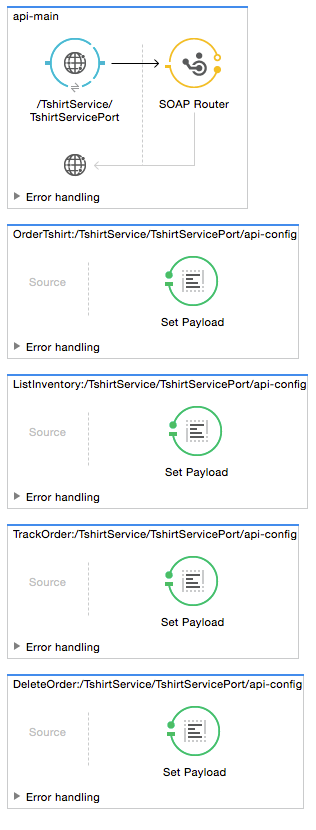 api-main
/TshirtService/
TshirtServicePort
SOAP Router
Error handling
OrderTshirt:/TshirtService/TshirtServicePort/api-config
Source
Set Payload
Error handling
ListInventory:/TshirtService/TshirtServicePort/api-config
Source
Set Payload
Error handling
TrackOrder:/TshirtService/TshirtServicePort/api-config
Source
Set Payload
Error handling
DeleteOrder:/TshirtService/TshirtServicePort/api-config
Source
Set Payload
Error handling